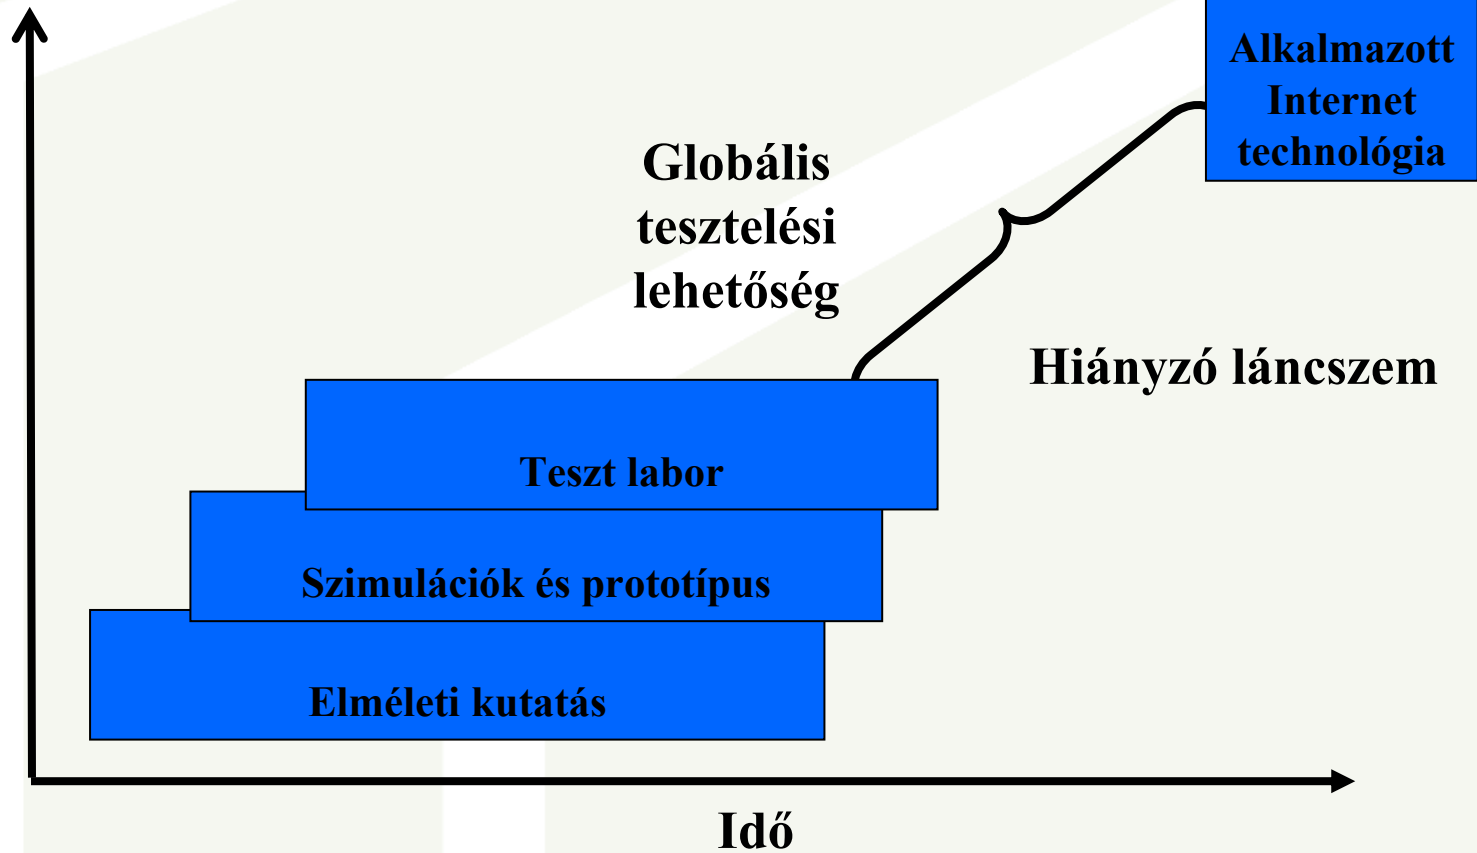 Alkalmazott
Internet
technológia
Globális
tesztelési
lehetőség
Hiányzó láncszem
Teszt labor
Szimulációk és prototípus
Elméleti kutatás
Idő